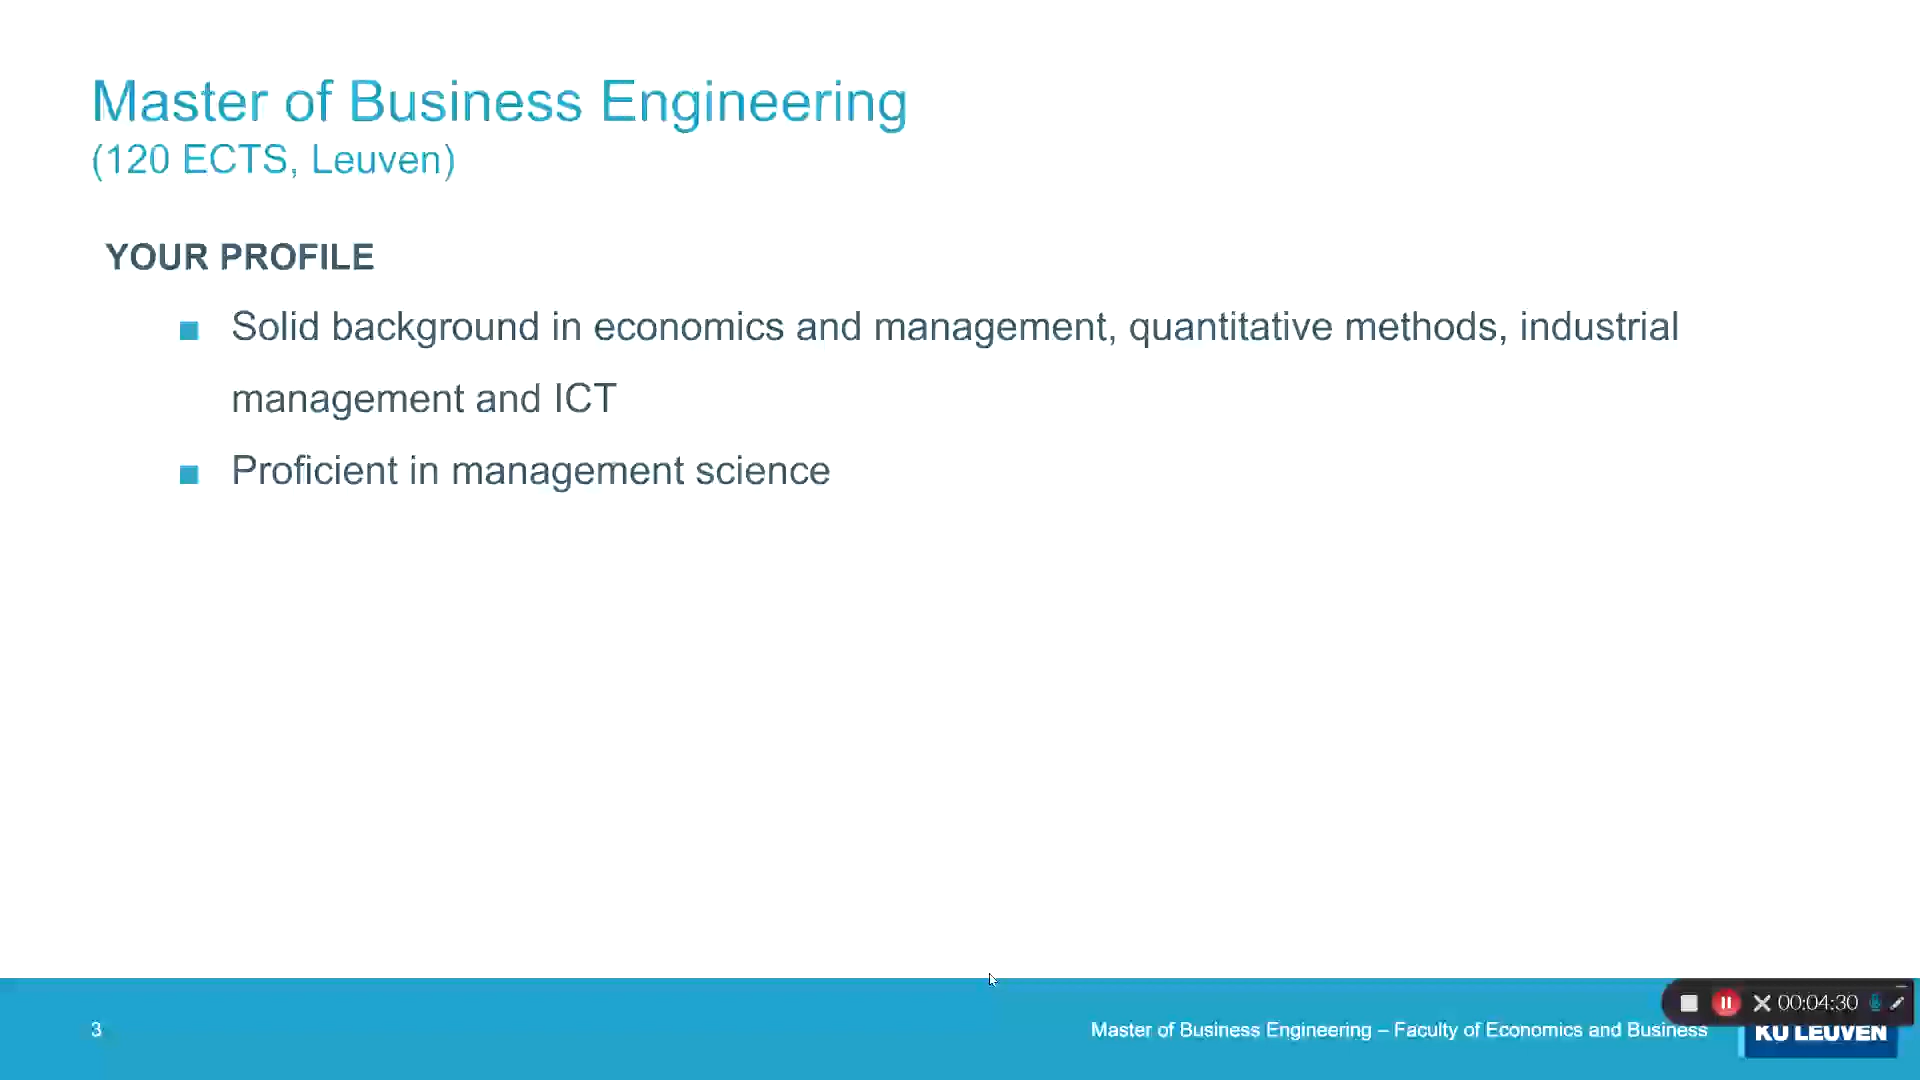 Master of Business Engineering
(120 ECTS, Leuven)
YOUR PROFILE
Solid background in economics and management, quantitative methods, industrial
management and ICT
Proficient in management science
00:04:30
3
Master of Business Engineering – Faculty of Economics and Business
KU LEUVEN